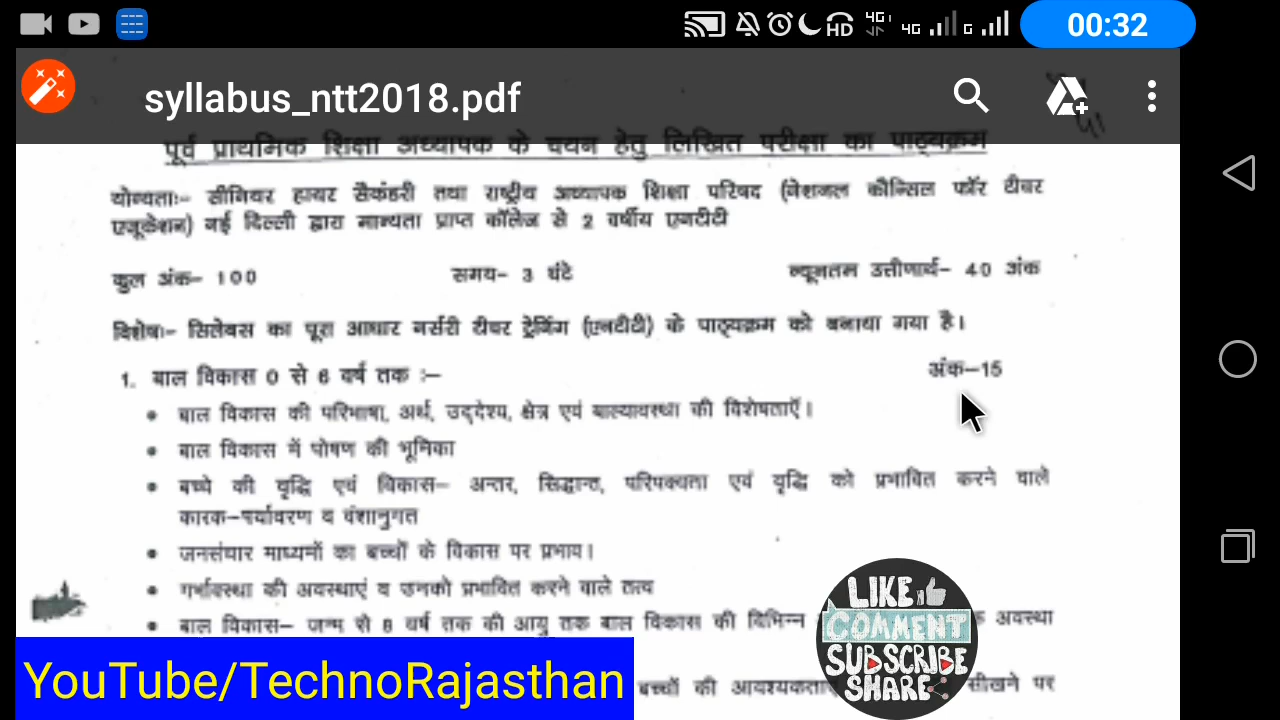 00:32
syllabus_ntt2018.pdf
पूर्व प्राथमिक शिक्षा अध्यापक के चयन हेतु लिखित परीक्षा का पाठ्यक्रम
योग्यताः– सीनियर हायर सैकंडरी तथा राष्ट्रीय अध्यापक शिक्षा परिषद (नेशनल कौन्सिल फॉर टीचर
एजूकेशन) नई दिल्ली द्वारा मान्यता प्राप्त कॉलेज से 2 वर्षीय एनटीटी
कुल अंक– 100 समय– 3 घंटे न्यूनतम उत्तीणार्थ– 40 अंक
विशेषः– सिलेबस का पूरा आधार नर्सरी टीचर ट्रेनिंग (एनटीटी) के पाठ्यक्रम को बनाया गया है।
1. बाल विकास 0 से 6 वर्ष तक :– अंक–15
• बाल विकास की परिभाषा, अर्थ, उद्देश्य, क्षेत्र एवं बाल्यावस्था की विशेषताएँ।
• बाल विकास में पोषण की भूमिका
• बच्चे की वृद्धि एवं विकास– अन्तर, सिद्धान्त, परिपक्वता एवं वृद्धि को प्रभावित करने वाले
कारक–पर्यावरण व वंशानुगत
• जनसंचार माध्यमों का बच्चों के विकास पर प्रभाव।
• गर्भावस्था की अवस्थाएं व उनको प्रभावित करने वाले तत्व
• बाल विकास– जन्म से 8 वर्ष तक की आयु तक बाल विकास की विभिन्न अवस्था
बच्चों की सीखने पर
YouTube/TechnoRajasthan
LIKE
COMMENT
SUBSCRIBE
SHARE
HD
4G
4G
G